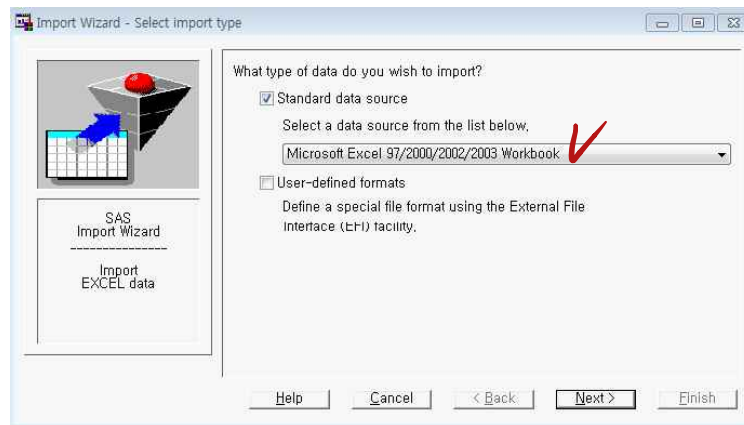 Import Wizard - Select import type
What type of data do you wish to import?
Standard data source
Select a data source from the list below,
Microsoft Excel 97/2000/2002/2003 Workbook
User-defined formats
Define a special file format using the External File
Interface (EFI) facility,
SAS
Import Wizard
---------------
Import
EXCEL data
Help
Cancel
< Back
Next >
Finish